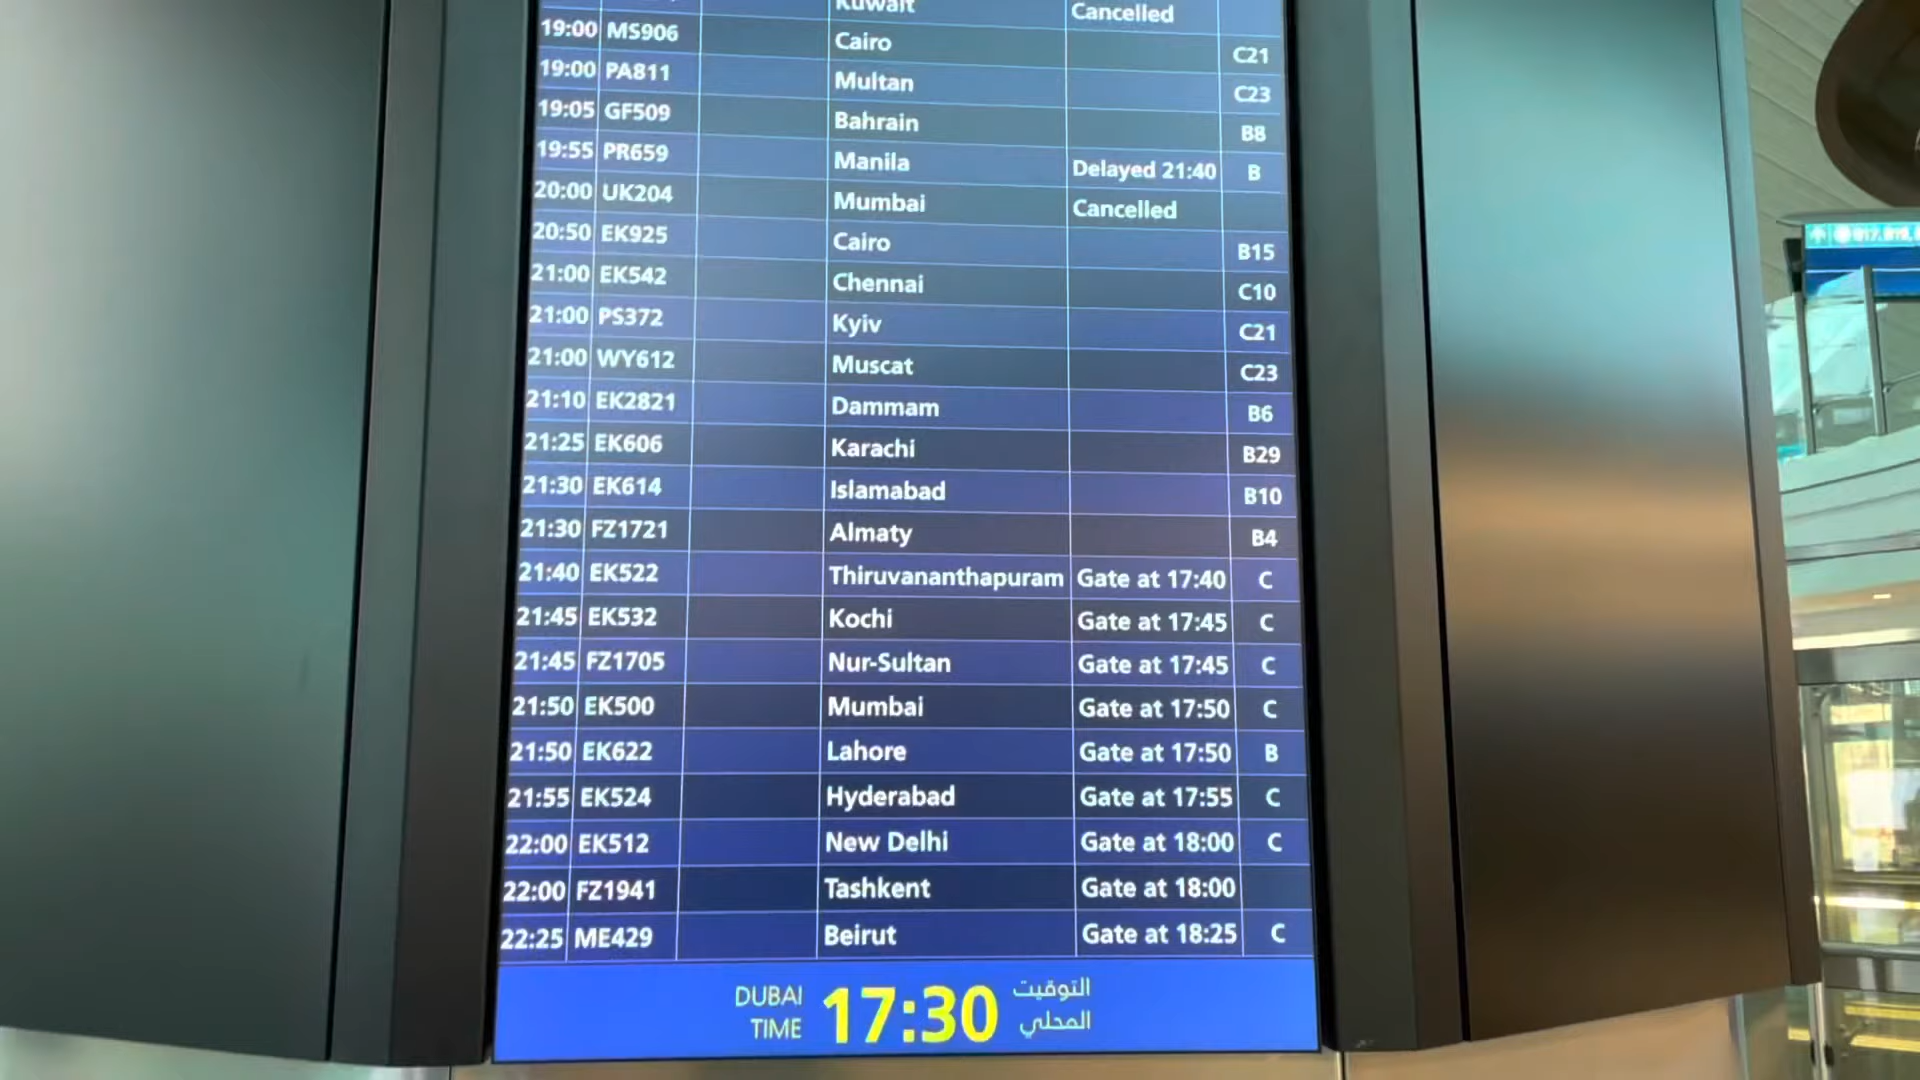 Kuwait Cancelled
19:00 MS906 Cairo C21
19:00 PA811 Multan C23
19:05 GF509 Bahrain B8
19:55 PR659 Manila Delayed 21:40 B
20:00 UK204 Mumbai Cancelled
20:50 EK925 Cairo B15
21:00 EK542 Chennai C10
21:00 PS372 Kyiv C21
21:00 WY612 Muscat C23
21:10 EK2821 Dammam B6
21:25 EK606 Karachi B29
21:30 EK614 Islamabad B10
21:30 FZ1721 Almaty B4
21:40 EK522 Thiruvananthapuram Gate at 17:40 C
21:45 EK532 Kochi Gate at 17:45 C
21:45 FZ1705 Nur-Sultan Gate at 17:45 C
21:50 EK500 Mumbai Gate at 17:50 C
21:50 EK622 Lahore Gate at 17:50 B
21:55 EK524 Hyderabad Gate at 17:55 C
22:00 EK512 New Delhi Gate at 18:00 C
22:00 FZ1941 Tashkent Gate at 18:00
22:25 ME429 Beirut Gate at 18:25 C
DUBAI TIME 17:30 التوقيت المحلي